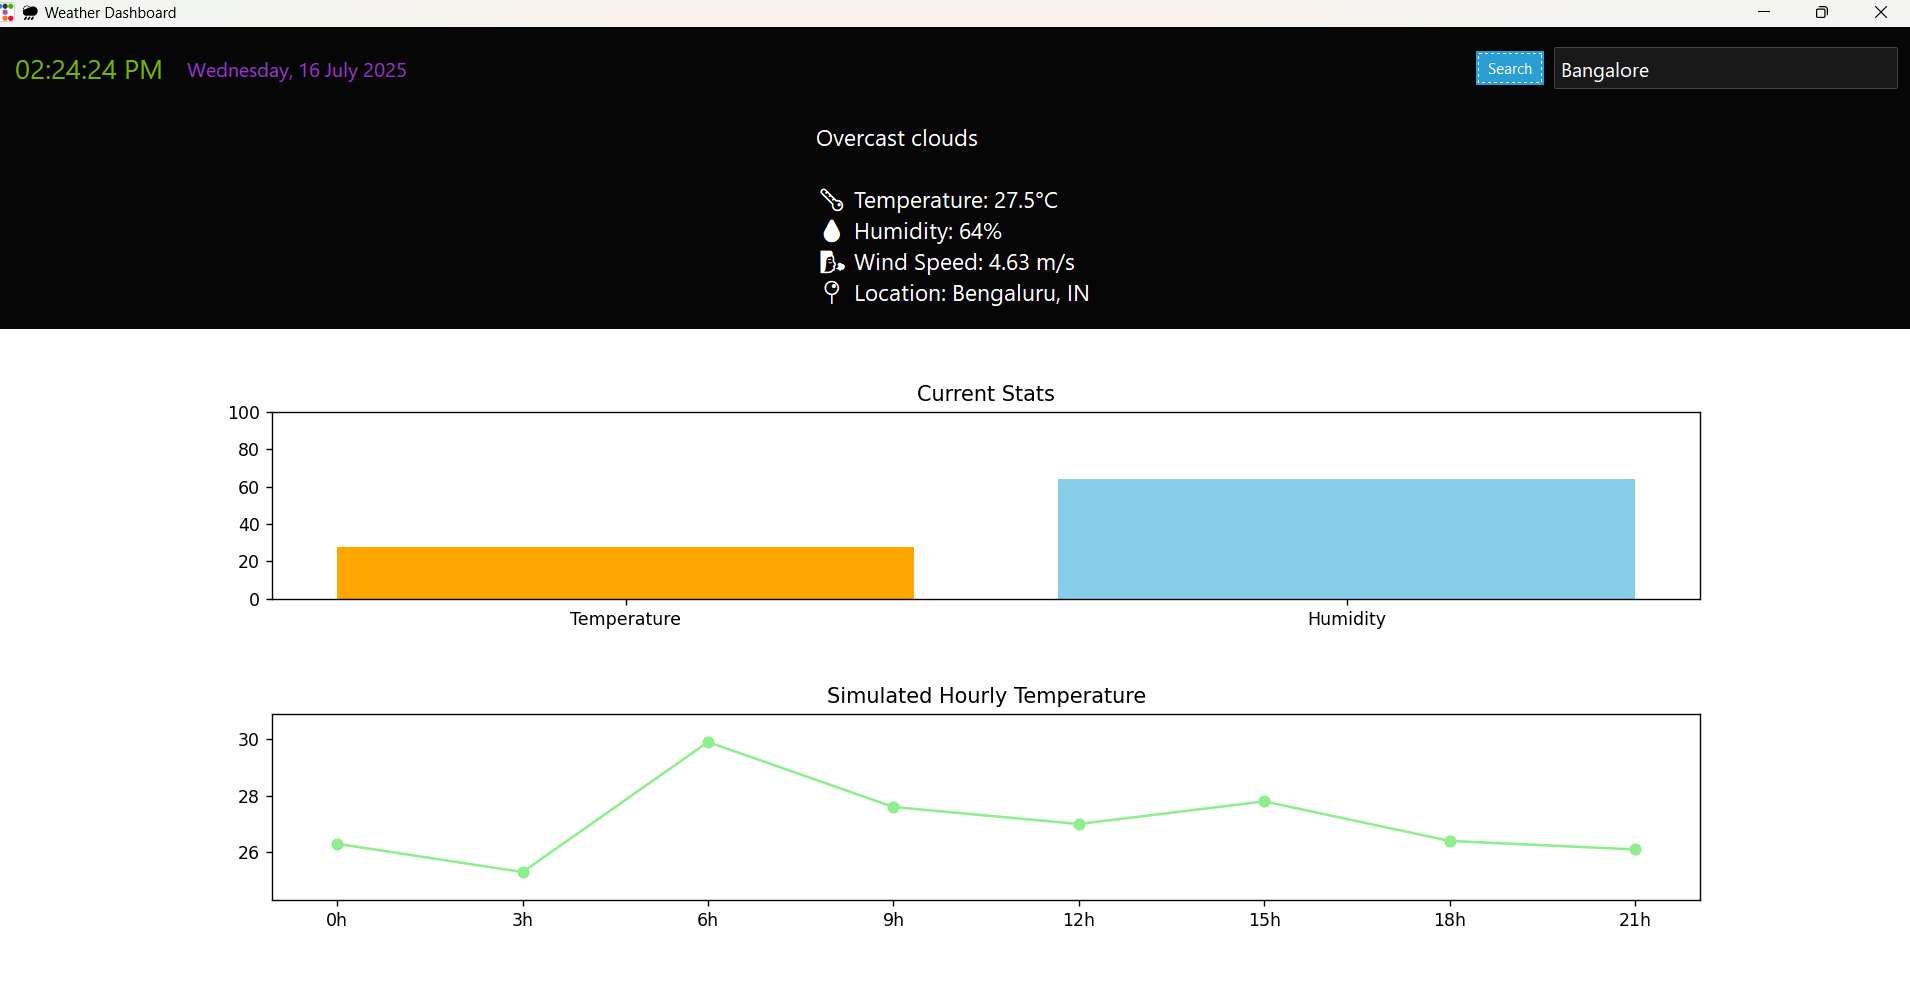 Weather Dashboard
02:24:24 PM Wednesday, 16 July 2025 Search Bangalore
Overcast clouds
Temperature: 27.5°C
Humidity: 64%
Wind Speed: 4.63 m/s
Location: Bengaluru, IN
Current Stats
100
80
60
40
20
0
Temperature Humidity
Simulated Hourly Temperature
30
28
26
0h 3h 6h 9h 12h 15h 18h 21h